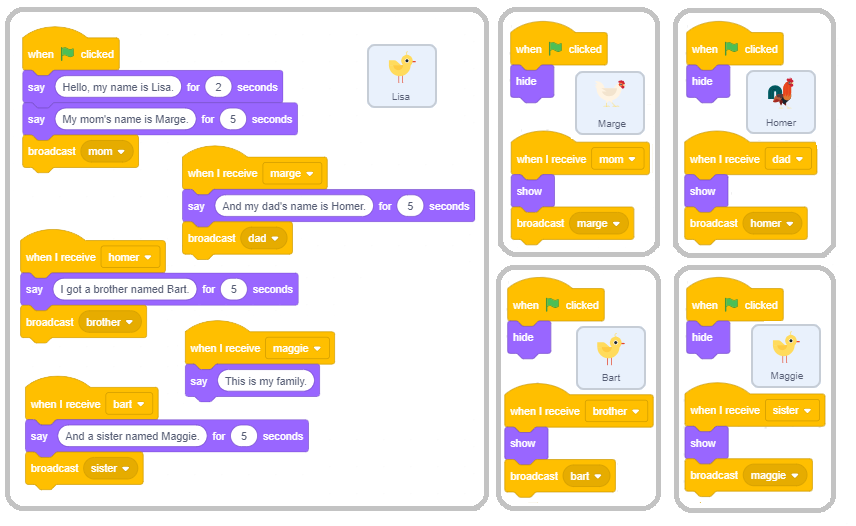 when clicked
say Hello, my name is Lisa. for 2 seconds
say My mom's name is Marge. for 5 seconds
broadcast mom
Lisa
when I receive marge
say And my dad's name is Homer. for 5 seconds
broadcast dad
when I receive homer
say I got a brother named Bart. for 5 seconds
broadcast brother
when I receive maggie
say This is my family.
when I receive bart
say And a sister named Maggie. for 5 seconds
broadcast sister
when clicked
hide
Marge
when I receive mom
show
broadcast marge
when clicked
hide
Homer
when I receive dad
show
broadcast homer
when clicked
hide
Bart
when I receive brother
show
broadcast bart
when clicked
hide
Maggie
when I receive sister
show
broadcast maggie